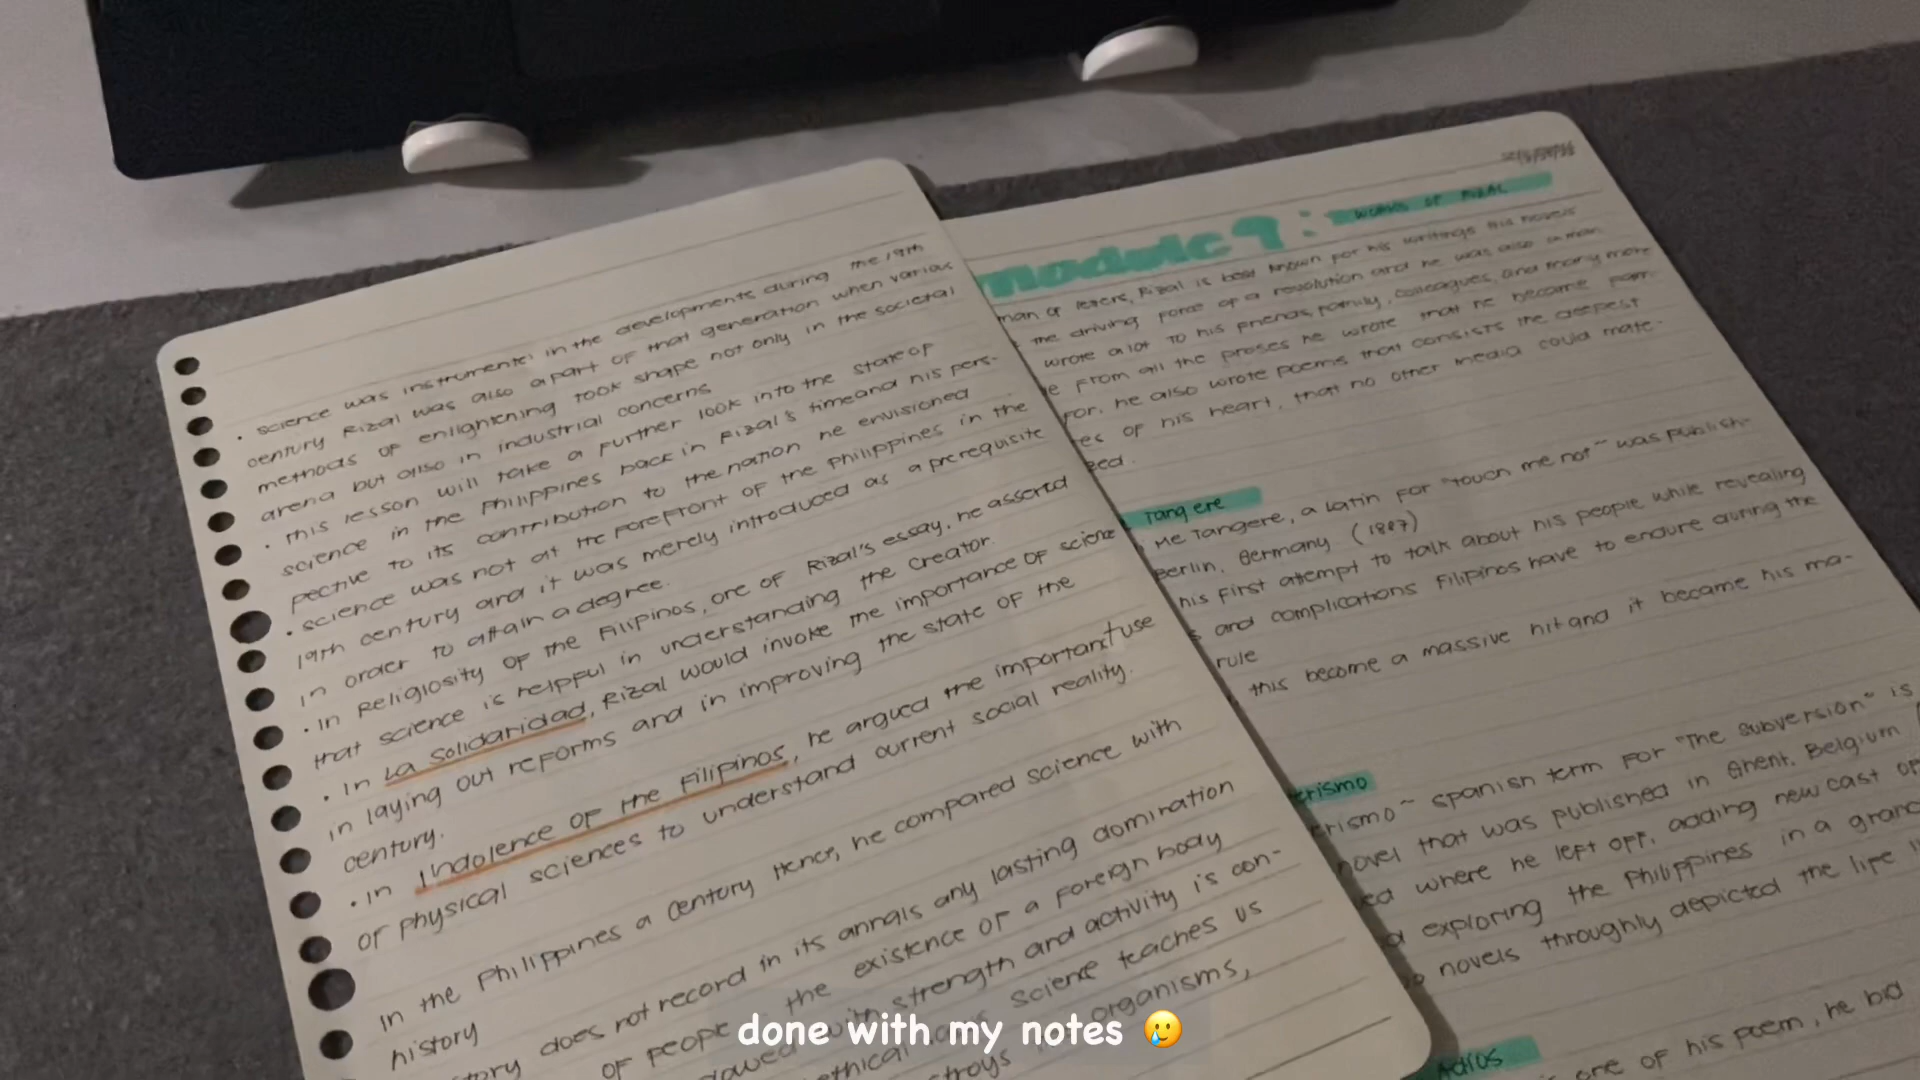 • science was instrumental in the developments during the 19th
century Rizal was also a part of that generation when various
methods of enlightening took shape not only in the societal
arena but also in industrial concerns
• this lesson will take a further look into the state of
science in the Philippines back in Rizal's time and his pers-
pective to its contribution to the nation he envisioned
• science was not at the forefront of the Philippines in the
19th century and it was merely introduced as a prerequisite
in order to attain a degree.
• in Religiosity of the Filipinos, one of Rizal's essay, he asserted
that science is helpful in understanding the creator
• in La Solidaridad, Rizal would invoke the importance of science
in laying out reforms and in improving the state of the
century.
• in Indolence of the Filipinos, he argued the important use
of physical sciences to understand current social reality.
in the Philippines a century Hence, he compared science with
history
does not record in its annals any lasting domination
of people the existence of a foreign body
with strength and activity is con-
science teaches us
organisms,
module 9: WORKS OF RIZAL
man of letters, Rizal is best known for his writings his novels
the driving force of a revolution and he was also a man
wrote a lot to his friends, family, colleagues, and many more
from all the proses he wrote that he became fam-
for. he also wrote poems that consists the deepest
of his heart, that no other media could mate-
Tangere
Me Tangere, a Latin for "touch me not" was publish-
Berlin, Germany (1887)
his first attempt to talk about his people while revealing
and complications Filipinos have to endure during the
rule
this become a massive hit and it became his ma-
spanish term for "The Subversion" is
novel that was published in Ghent, Belgium
where he left off, adding new cast of
exploring the Philippines in a grand
novels throughly depicted the life
Adios
one of his poem, he bid
done with my notes 🥲